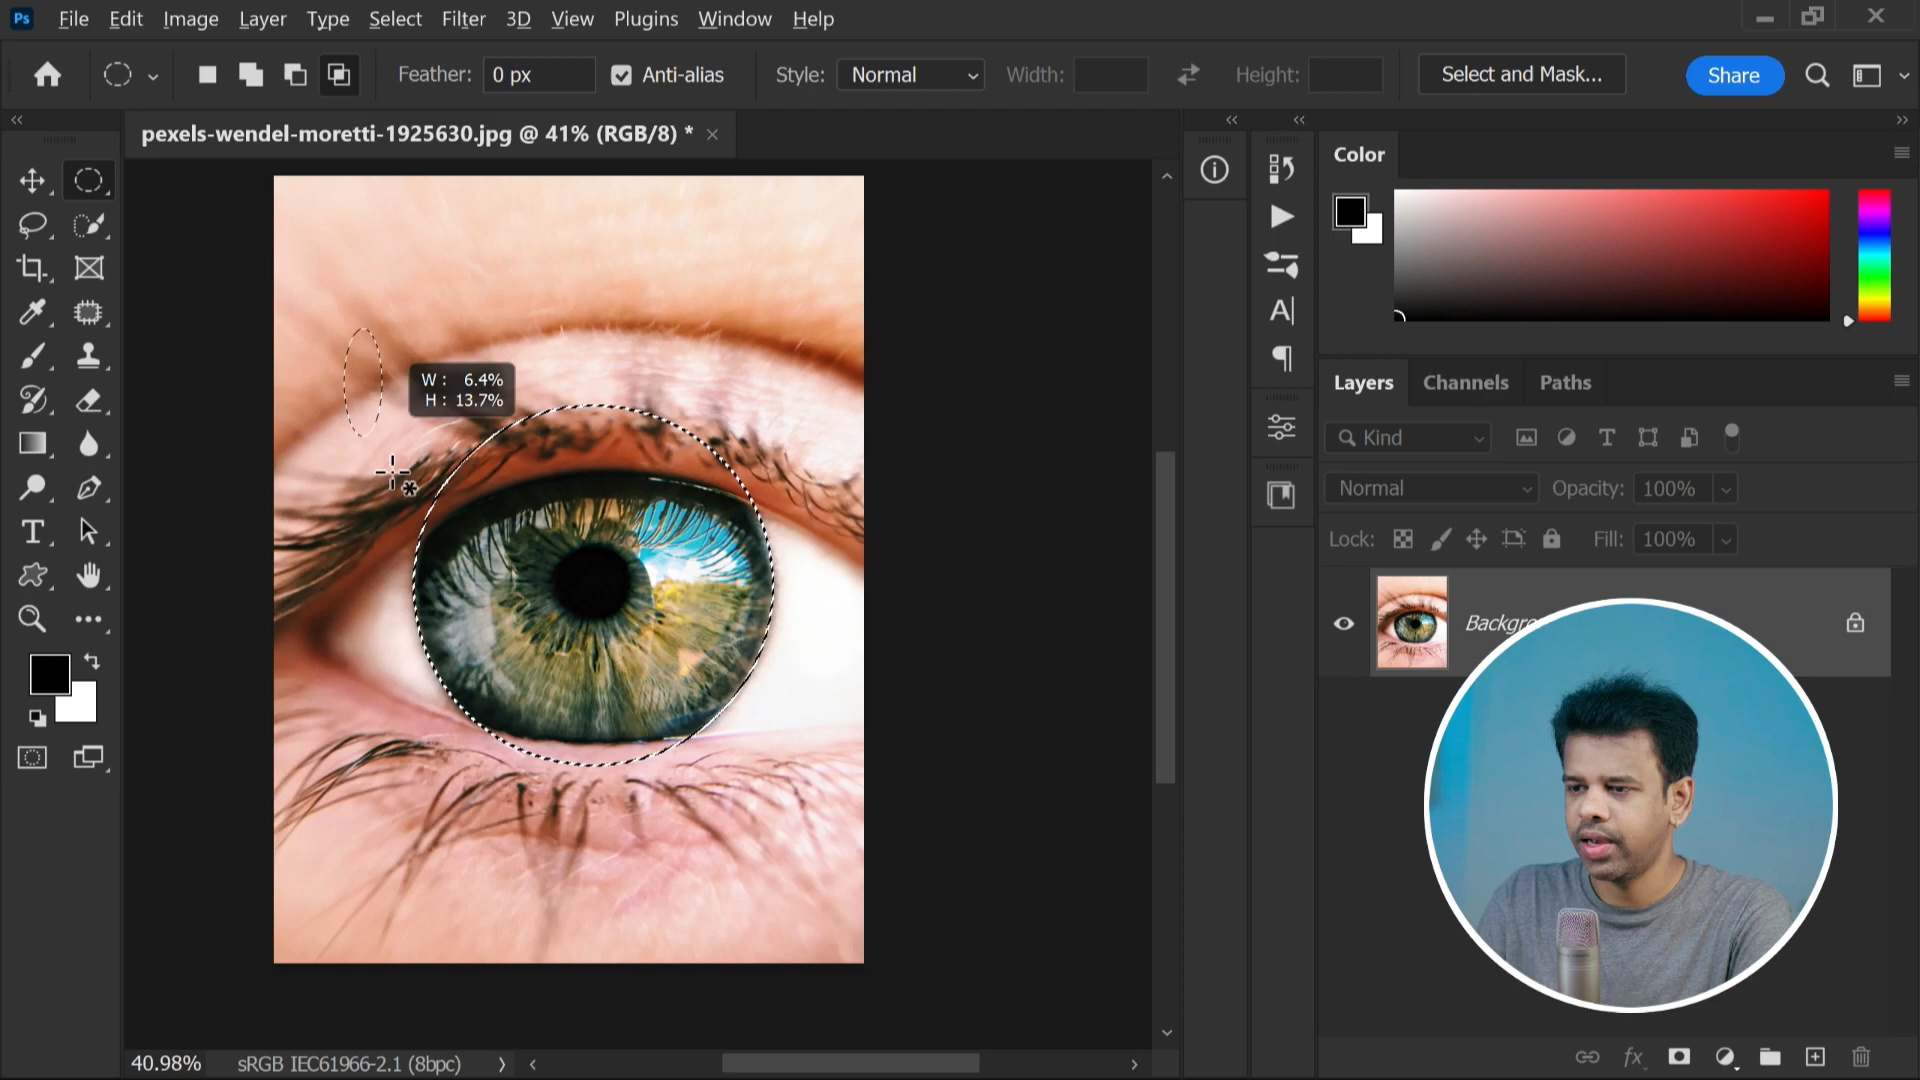 Ps File Edit Image Layer Type Select Filter 3D View Plugins Window Help
Feather: 0 px Anti-alias Style: Normal Width: Height: Select and Mask... Share
pexels-wendel-moretti-1925630.jpg @ 41% (RGB/8) *
Color
W : 6.4%
H : 13.7%
Layers Channels Paths
Kind
Normal Opacity: 100%
Lock: Fill: 100%
Backgro
fx
40.98% sRGB IEC61966-2.1 (8bpc)